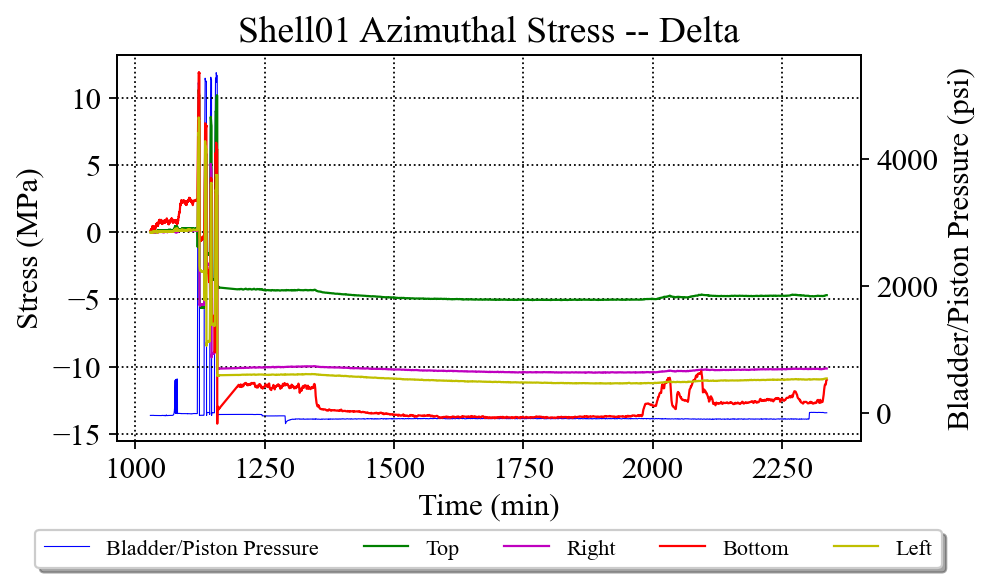 Shell01 Azimuthal Stress -- Delta
10
5
0
−5
−10
−15
Stress (MPa)
4000
2000
0
Bladder/Piston Pressure (psi)
1000 1250 1500 1750 2000 2250
Time (min)
Bladder/Piston Pressure Top Right Bottom Left